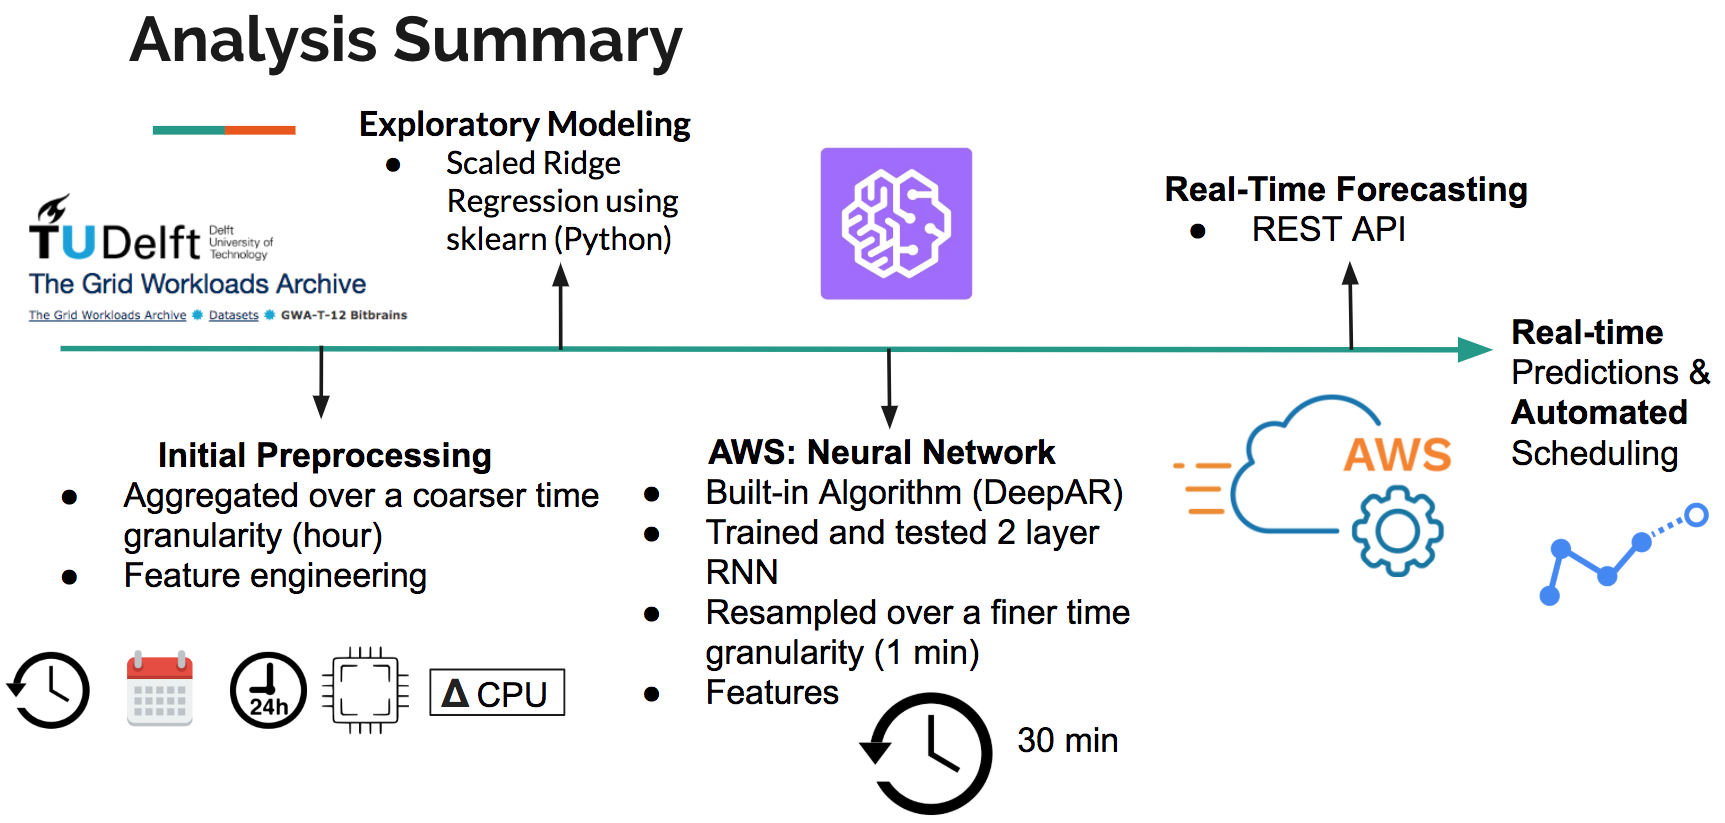 Analysis Summary
Exploratory Modeling
● Scaled Ridge
Regression using
sklearn (Python)
TUDelft
Delft
University of
Technology
The Grid Workloads Archive
The Grid Workloads Archive ✹ Datasets ✹ GWA-T-12 Bitbrains
Real-Time Forecasting
● REST API
Real-time
Predictions &
Automated
Scheduling
Initial Preprocessing
● Aggregated over a coarser time
granularity (hour)
● Feature engineering
24h
Δ CPU
AWS: Neural Network
● Built-in Algorithm (DeepAR)
● Trained and tested 2 layer
RNN
● Resampled over a finer time
granularity (1 min)
● Features
30 min
AWS